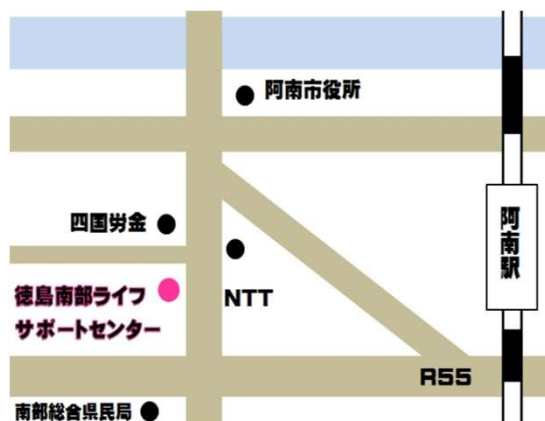 阿南市役所
四国労金
阿南駅
徳島南部ライフ
サポートセンター
NTT
R55
南部総合県民局